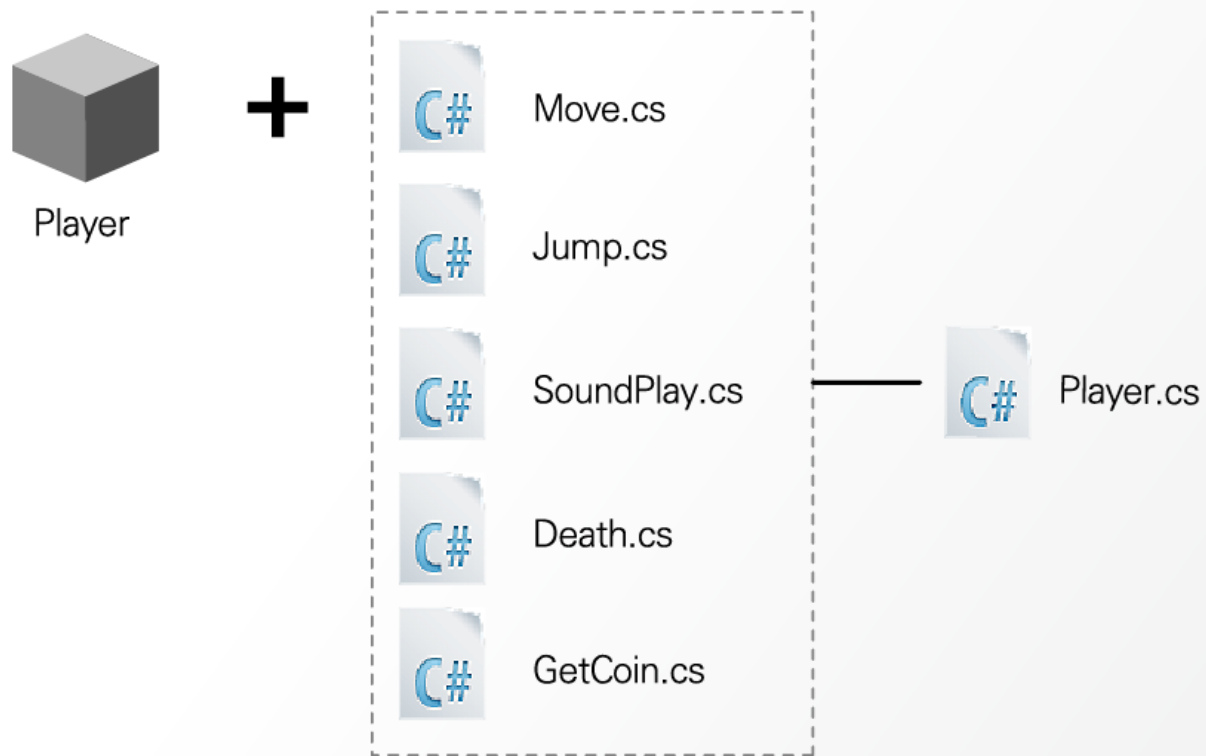 Player
+
C#
Move.cs
C#
Jump.cs
C#
SoundPlay.cs
C#
Player.cs
C#
Death.cs
C#
GetCoin.cs